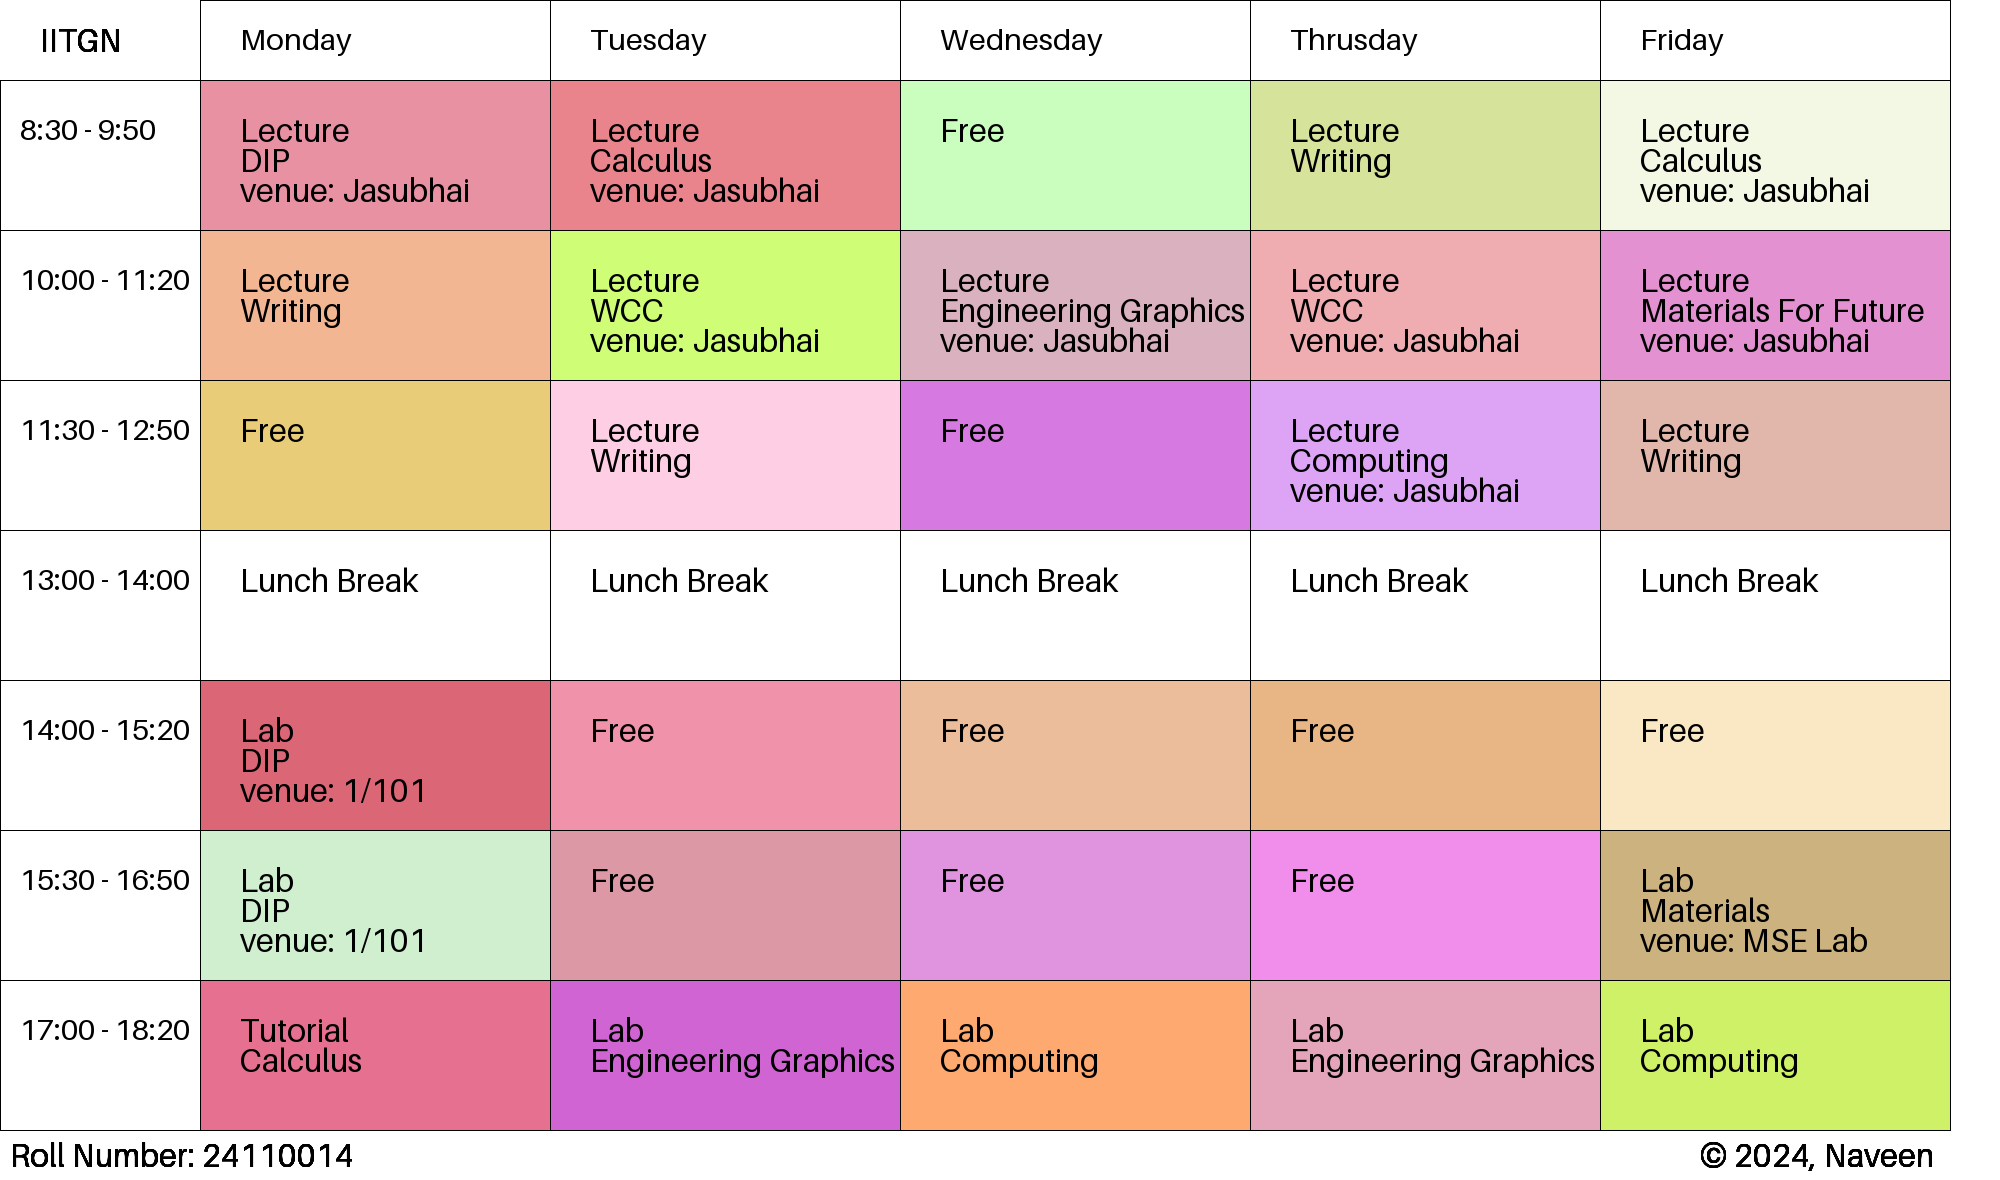 IITGN Monday Tuesday Wednesday Thrusday Friday
8:30 - 9:50
Lecture
DIP
venue: Jasubhai
Lecture
Calculus
venue: Jasubhai
Free
Lecture
Writing
Lecture
Calculus
venue: Jasubhai
10:00 - 11:20
Lecture
Writing
Lecture
WCC
venue: Jasubhai
Lecture
Engineering Graphics
venue: Jasubhai
Lecture
WCC
venue: Jasubhai
Lecture
Materials For Future
venue: Jasubhai
11:30 - 12:50
Free
Lecture
Writing
Free
Lecture
Computing
venue: Jasubhai
Lecture
Writing
13:00 - 14:00
Lunch Break
Lunch Break
Lunch Break
Lunch Break
Lunch Break
14:00 - 15:20
Lab
DIP
venue: 1/101
Free
Free
Free
Free
15:30 - 16:50
Lab
DIP
venue: 1/101
Free
Free
Free
Lab
Materials
venue: MSE Lab
17:00 - 18:20
Tutorial
Calculus
Lab
Engineering Graphics
Lab
Computing
Lab
Engineering Graphics
Lab
Computing
Roll Number: 24110014
© 2024, Naveen